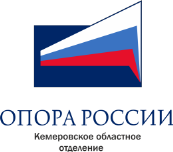 ОПОРА РОССИИ
Кемеровское областное
отделение